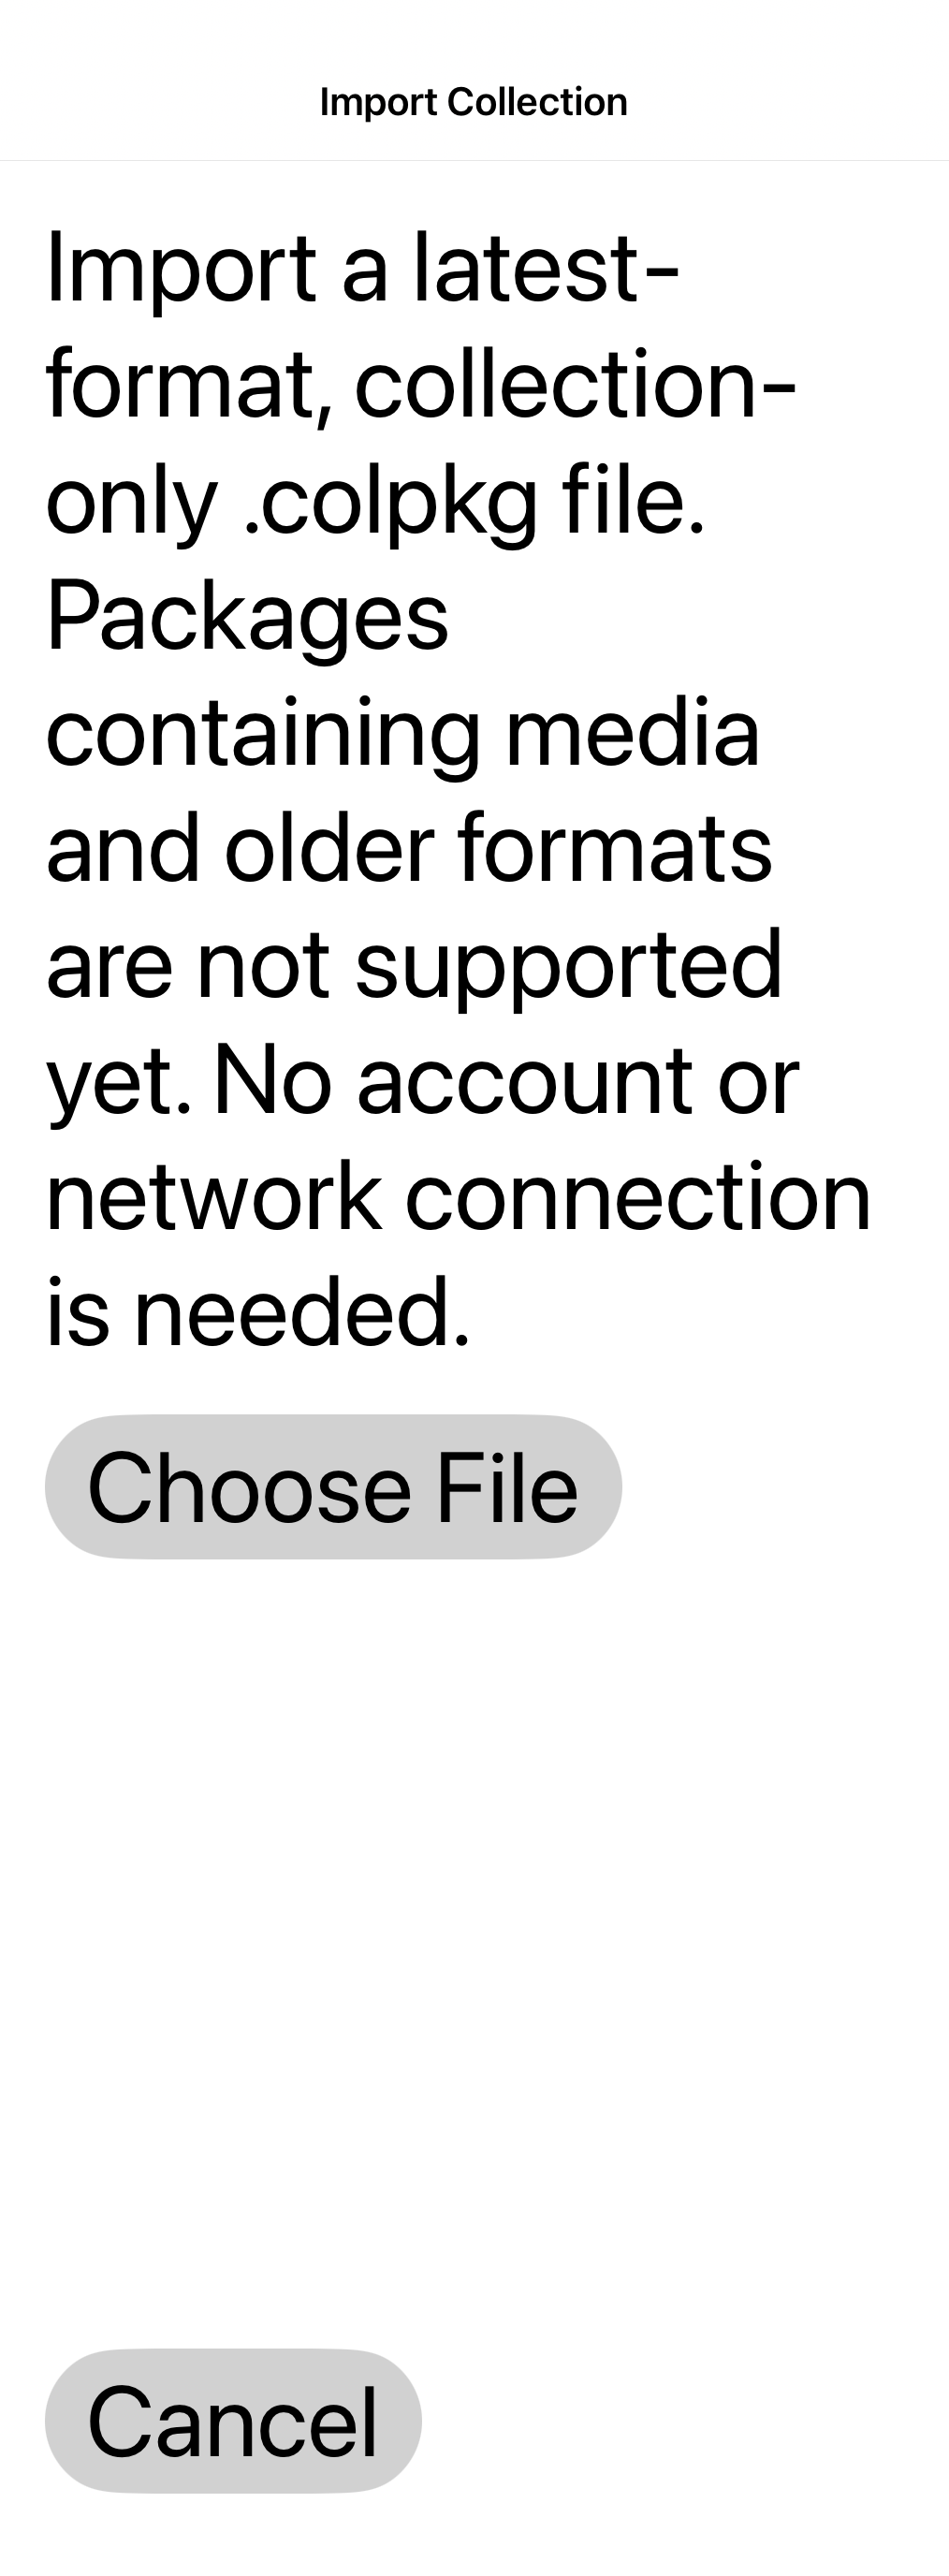 Import Collection
Import a latest-
format, collection-
only .colpkg file.
Packages
containing media
and older formats
are not supported
yet. No account or
network connection
is needed.
Choose File
Cancel